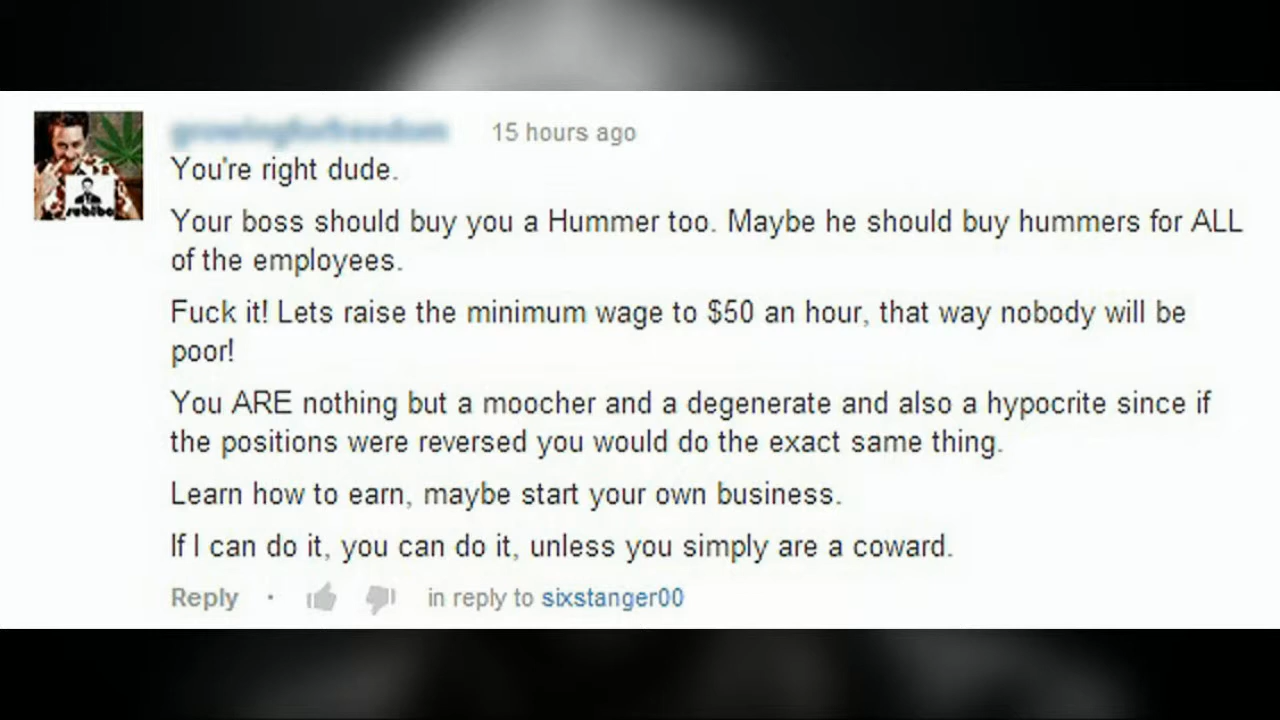 15 hours ago
You're right dude.
Your boss should buy you a Hummer too. Maybe he should buy hummers for ALL
of the employees.
Fuck it! Lets raise the minimum wage to $50 an hour, that way nobody will be
poor!
You ARE nothing but a moocher and a degenerate and also a hypocrite since if
the positions were reversed you would do the exact same thing.
Learn how to earn, maybe start your own business.
If I can do it, you can do it, unless you simply are a coward.
Reply · in reply to sixstanger00